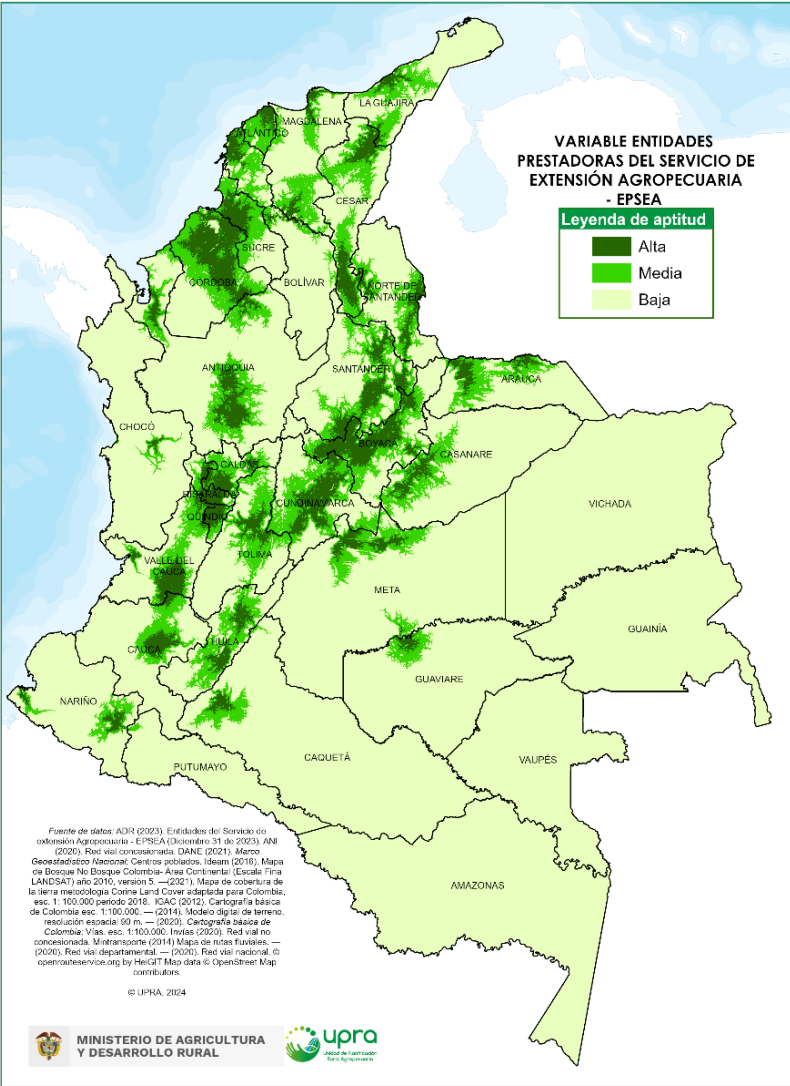 VARIABLE ENTIDADES
PRESTADORAS DEL SERVICIO DE
EXTENSIÓN AGROPECUARIA
- EPSEA
Leyenda de aptitud
Alta
Media
Baja
LA GUAJIRA
MAGDALENA
ATLÁNTICO
CESAR
SUCRE
CÓRDOBA
BOLÍVAR
NORTE DE
SANTANDER
ANTIOQUIA
SANTANDER
ARAUCA
CHOCÓ
BOYACÁ
CASANARE
CALDAS
RISARALDA
CUNDINAMARCA
VICHADA
QUINDÍO
TOLIMA
VALLE DEL
CAUCA
META
GUAINÍA
CAUCA
HUILA
GUAVIARE
NARIÑO
CAQUETÁ
VAUPÉS
PUTUMAYO
AMAZONAS
Fuente de datos: ADR (2023). Entidades del Servicio de
extensión Agropecuaria - EPSEA (Diciembre 31 de 2023). ANI
(2020). Red vial concesionada. DANE (2021). Marco
Geoestadístico Nacional: Centros poblados. Ideam (2016). Mapa
de Bosque No Bosque Colombia- Area Continental (Escala Fina
LANDSAT) año 2010, versión 5. —(2021). Mapa de cobertura de
la tierra metodología Corine Land Cover adaptada para Colombia,
esc. 1: 100.000 periodo 2018. IGAC (2012). Cartografía básica
de Colombia esc. 1:100.000. — (2014). Modelo digital de terreno,
resolución espacial 90 m. — (2020). Cartografía básica de
Colombia: Vías. esc. 1:100.000. Invías (2020). Red vial no
concesionada. Mintransporte (2014) Mapa de rutas fluviales. —
(2020). Red vial departamental. — (2020). Red vial nacional. ©
openrouteservice.org by HeiGIT Map data © OpenStreet Map
contributors.
© UPRA, 2024
MINISTERIO DE AGRICULTURA
Y DESARROLLO RURAL
upra
Unidad de Planificación
Rural Agropecuaria